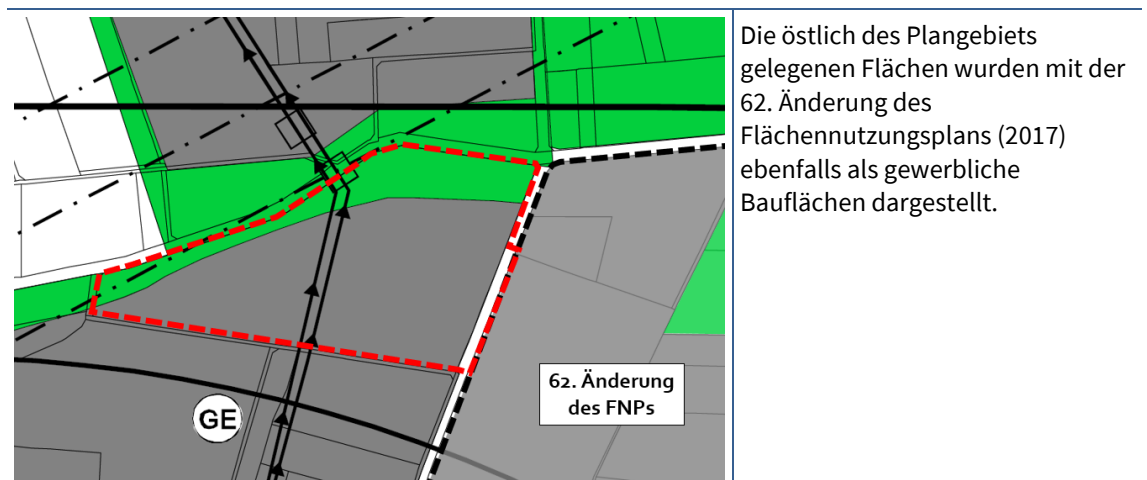 Die östlich des Plangebiets
gelegenen Flächen wurden mit der
62. Änderung des
Flächennutzungsplans (2017)
ebenfalls als gewerbliche
Bauflächen dargestellt.
62. Änderung
des FNPs
GE